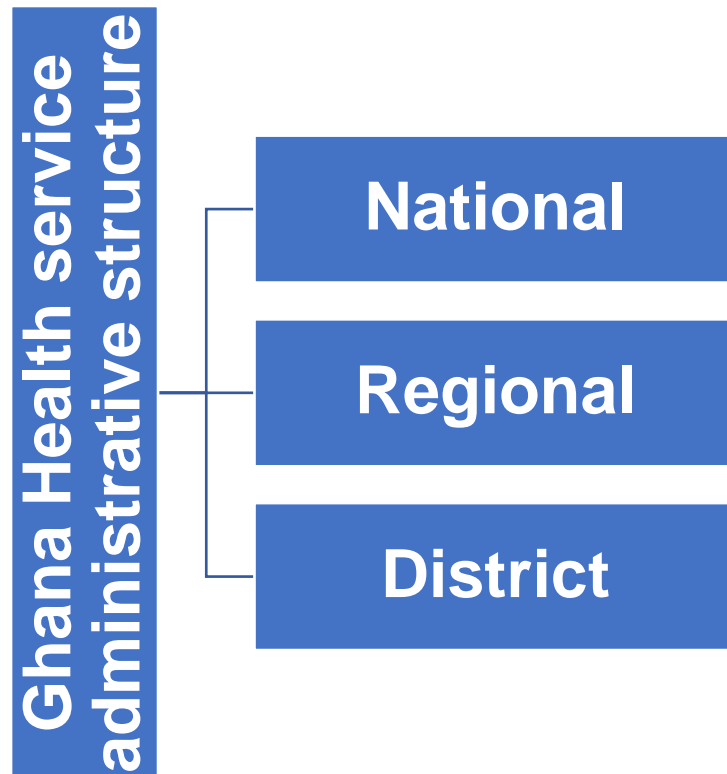 Ghana Health service
administrative structure
National
Regional
District